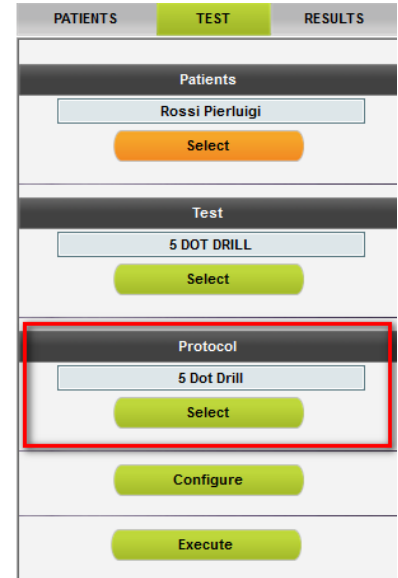 PATIENTS TEST RESULTS
Patients
Rossi Pierluigi
Select
Test
5 DOT DRILL
Select
Protocol
5 Dot Drill
Select
Configure
Execute